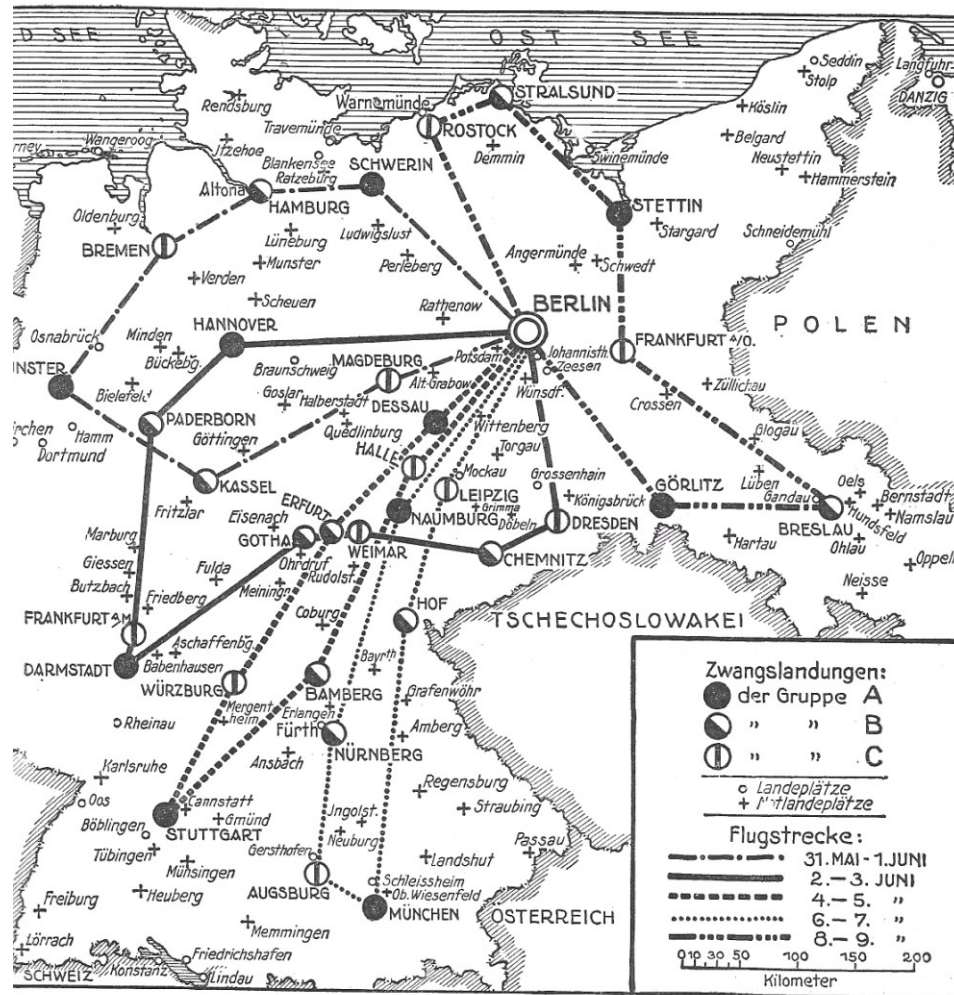 D SEE
OST SEE
Seddin
Stolp
Langfuhr
DANZIG
Rendsburg
Warnemünde
STRALSUND
Köslin
Travemünde
ROSTOCK
Belgard
Wangeroog
Itzehoe
Blankensee
Demmin
Swinemünde
Neustettin
Ratzeburg
SCHWERIN
Hammerstein
Altona
HAMBURG
STETTIN
Oldenburg
Ludwigslust
Stargard
Schneidemühl
BREMEN
Lüneburg
Munster
Perleberg
Angermünde
Schwedt
Verden
Scheuen
Rathenow
BERLIN
POLEN
HANNOVER
Osnabrück
Minden
Bückebg.
FRANKFURT A/O.
Braunschweig
MAGDEBURG
Potsdam
Johannisth.
Zeesen
NSTER
Bielefeld
Goslar
Halberstadt
Alt-Grabow
Wünsdf.
Züllichau
Crossen
PADERBORN
DESSAU
irchen
Hamm
Dortmund
Göttingen
Quedlinburg
Wittenberg
Torgau
Glogau
HALLE
Mockau
Grossenhain
Lüben
Oels
KASSEL
Fritzlar
LEIPZIG
Grimma
Königsbrück
GÖRLITZ
Gandau
Bernstadt
Hundsfeld
Namslau
ERFURT
NAUMBURG
Döbeln
DRESDEN
BRESLAU
Eisenach
GOTHA
WEIMAR
CHEMNITZ
Hartau
Ohlau
Marburg
Ohrdruf
Rudolst.
Oppel
Giessen
Fulda
Meiningr.
Neisse
Butzbach
Friedberg
Coburg
HOF
TSCHECHOSLOWAKEI
FRANKFURT A/M
Aschaffenbg.
Babenhausen
Bayrth
DARMSTADT
WÜRZBURG
BAMBERG
Grafenwöhr
Rheinau
Mergentheim
Erlangen
Fürth
Amberg
NÜRNBERG
Ansbach
Karlsruhe
Regensburg
Oos
Cannstatt
Gmünd
Straubing
STUTTGART
Ingolst.
Böblingen
Neuburg
Tübingen
Gersthofen
Passau
Münsingen
Landshut
Schleissheim
Ob. Wiesenfeld
Heuberg
AUGSBURG
MÜNCHEN
Freiburg
ÖSTERREICH
Memmingen
Lörrach
Friedrichshafen
Konstanz
SCHWEIZ
Lindau
Zwangslandungen:
der Gruppe A
" " B
" " C
Landeplätze
Notlandeplätze
Flugstrecke:
31. MAI - 1. JUNI
2. – 3. JUNI
4. – 5. "
6. – 7. "
8. – 9. "
0 10 30 50 100 150 200
Kilometer